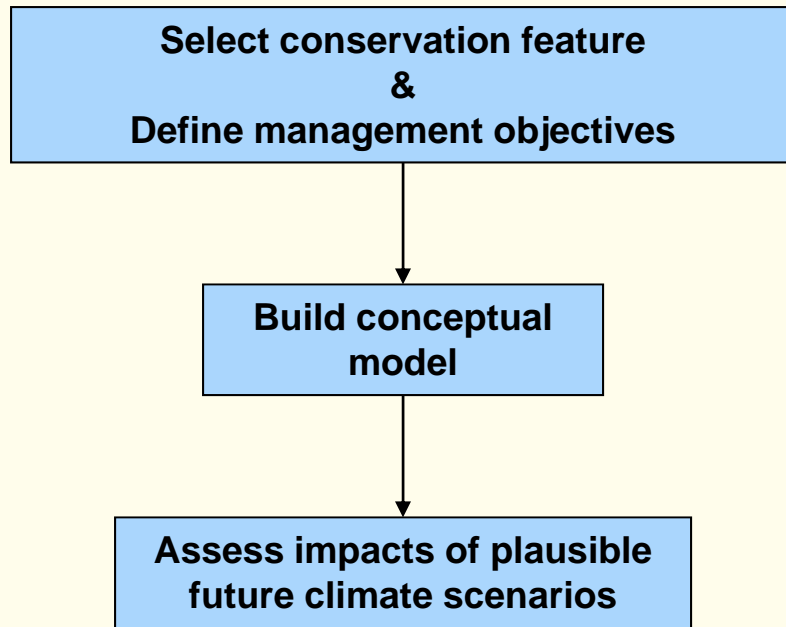 Select conservation feature
&
Define management objectives
Build conceptual
model
Assess impacts of plausible
future climate scenarios